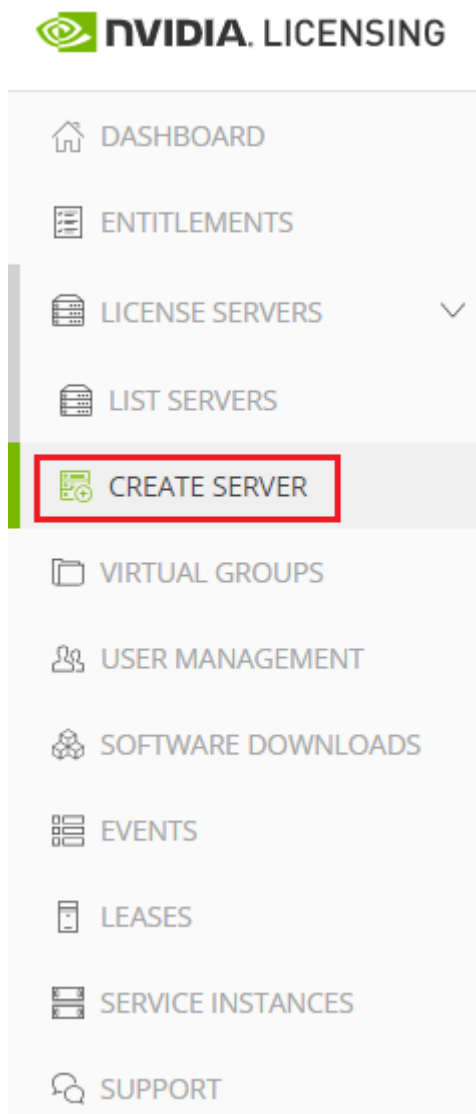 NVIDIA. LICENSING
DASHBOARD
ENTITLEMENTS
LICENSE SERVERS
LIST SERVERS
CREATE SERVER
VIRTUAL GROUPS
USER MANAGEMENT
SOFTWARE DOWNLOADS
EVENTS
LEASES
SERVICE INSTANCES
SUPPORT